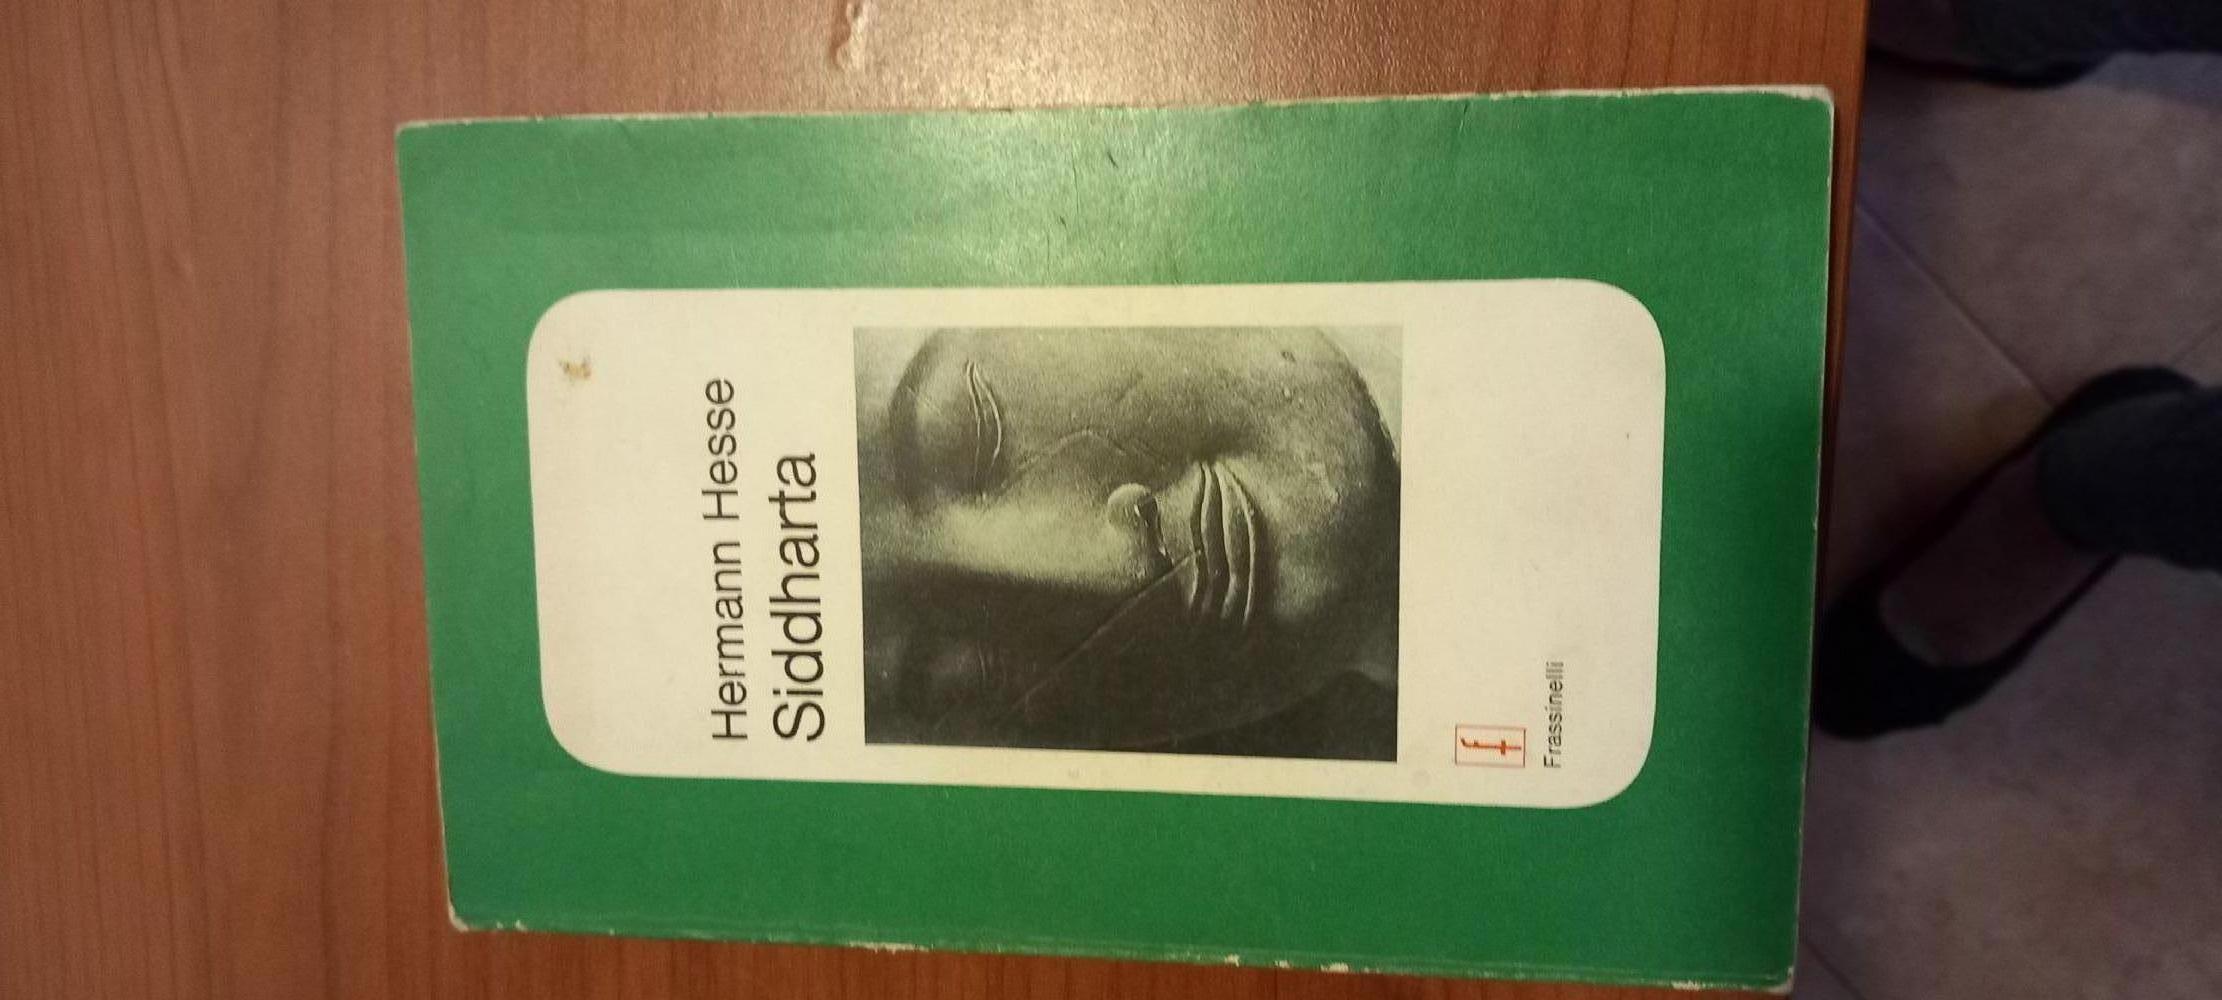 Hermann Hesse
Siddharta
f
Frassinelli